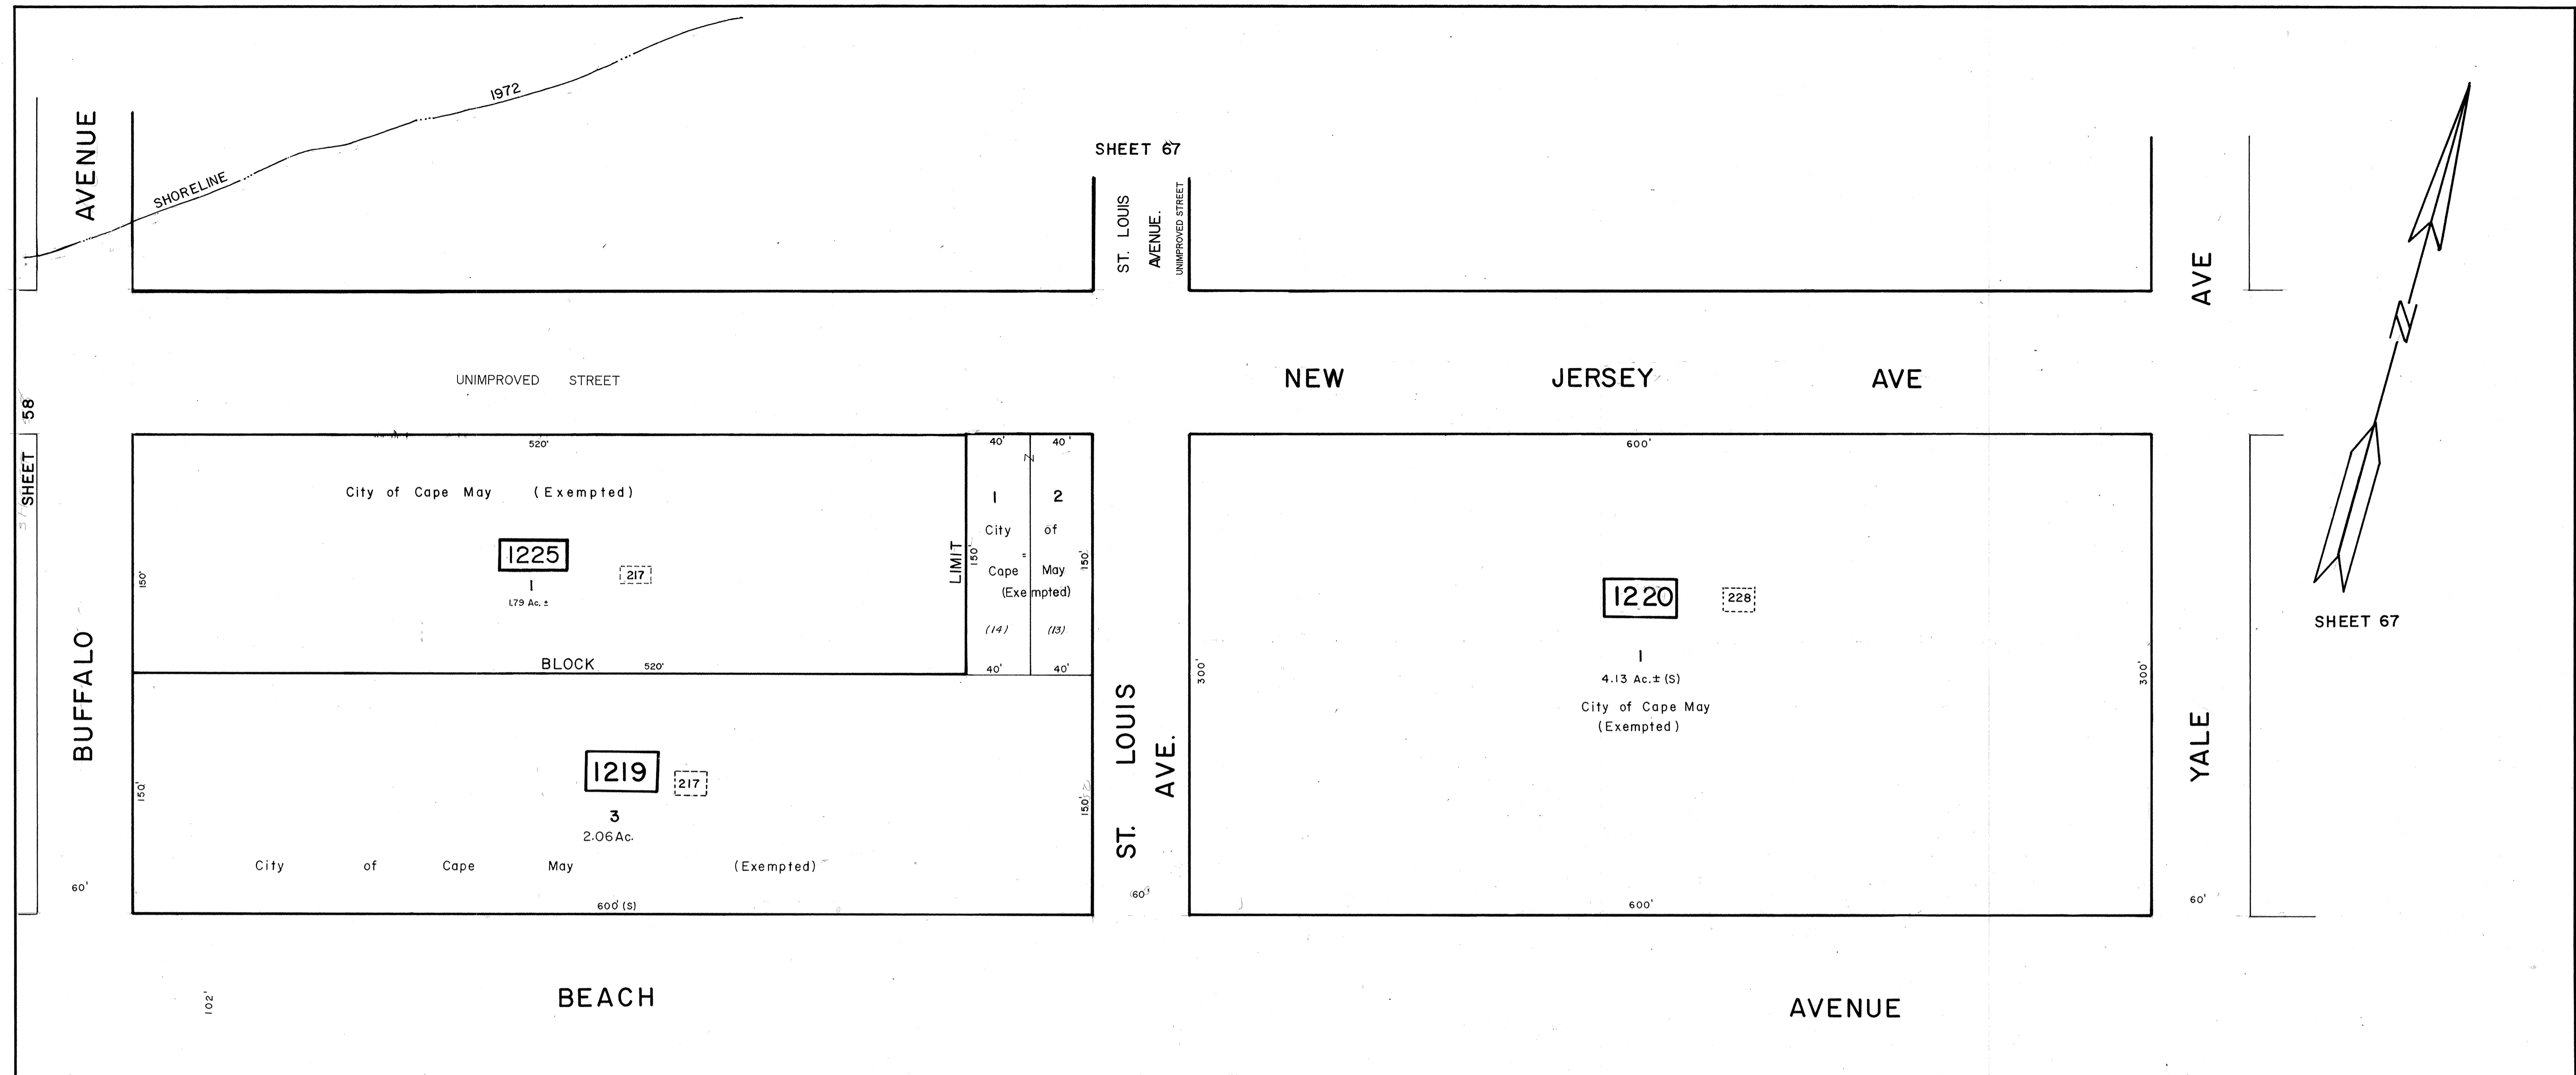 AVENUE
SHORELINE
1972
SHEET 67
ST. LOUIS
AVENUE.
UNIMPROVED STREET
AVE
UNIMPROVED STREET
NEW JERSEY AVE
SHEET 58
520'
40' 40'
600'
City of Cape May (Exempted)
1 2
City of
"
Cape May
(Exempted)
(14) (13)
LIMIT
150'
150'
1225
217
1
1.79 Ac. ±
150'
BLOCK 520'
40' 40'
1220
228
1
4.13 Ac.± (S)
City of Cape May
(Exempted)
300'
300'
SHEET 67
BUFFALO
1219
217
3
2.06 Ac.
City of Cape May (Exempted)
150'
150'
60'
600' (S)
ST. LOUIS
AVE.
60'
600'
YALE
60'
102'
BEACH AVENUE
N